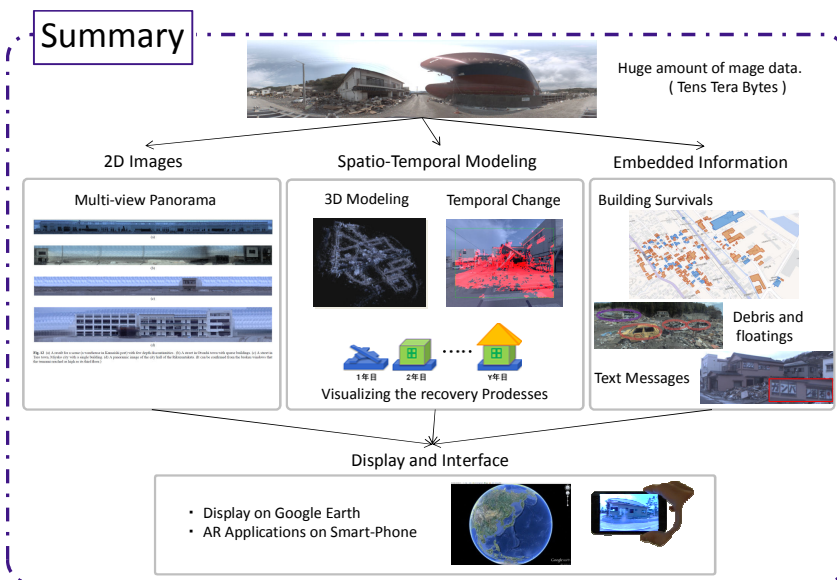 Summary
Huge amount of mage data.
( Tens Tera Bytes )
2D Images
Spatio-Temporal Modeling
Embedded Information
Multi-view Panorama
(a)
(b)
(c)
(d)
3D Modeling
Temporal Change
1年目
2年目
Y年目
Visualizing the recovery Prodesses
Building Survivals
Debris and
floatings
Text Messages
Display and Interface
・ Display on Google Earth
・ AR Applications on Smart-Phone
Google